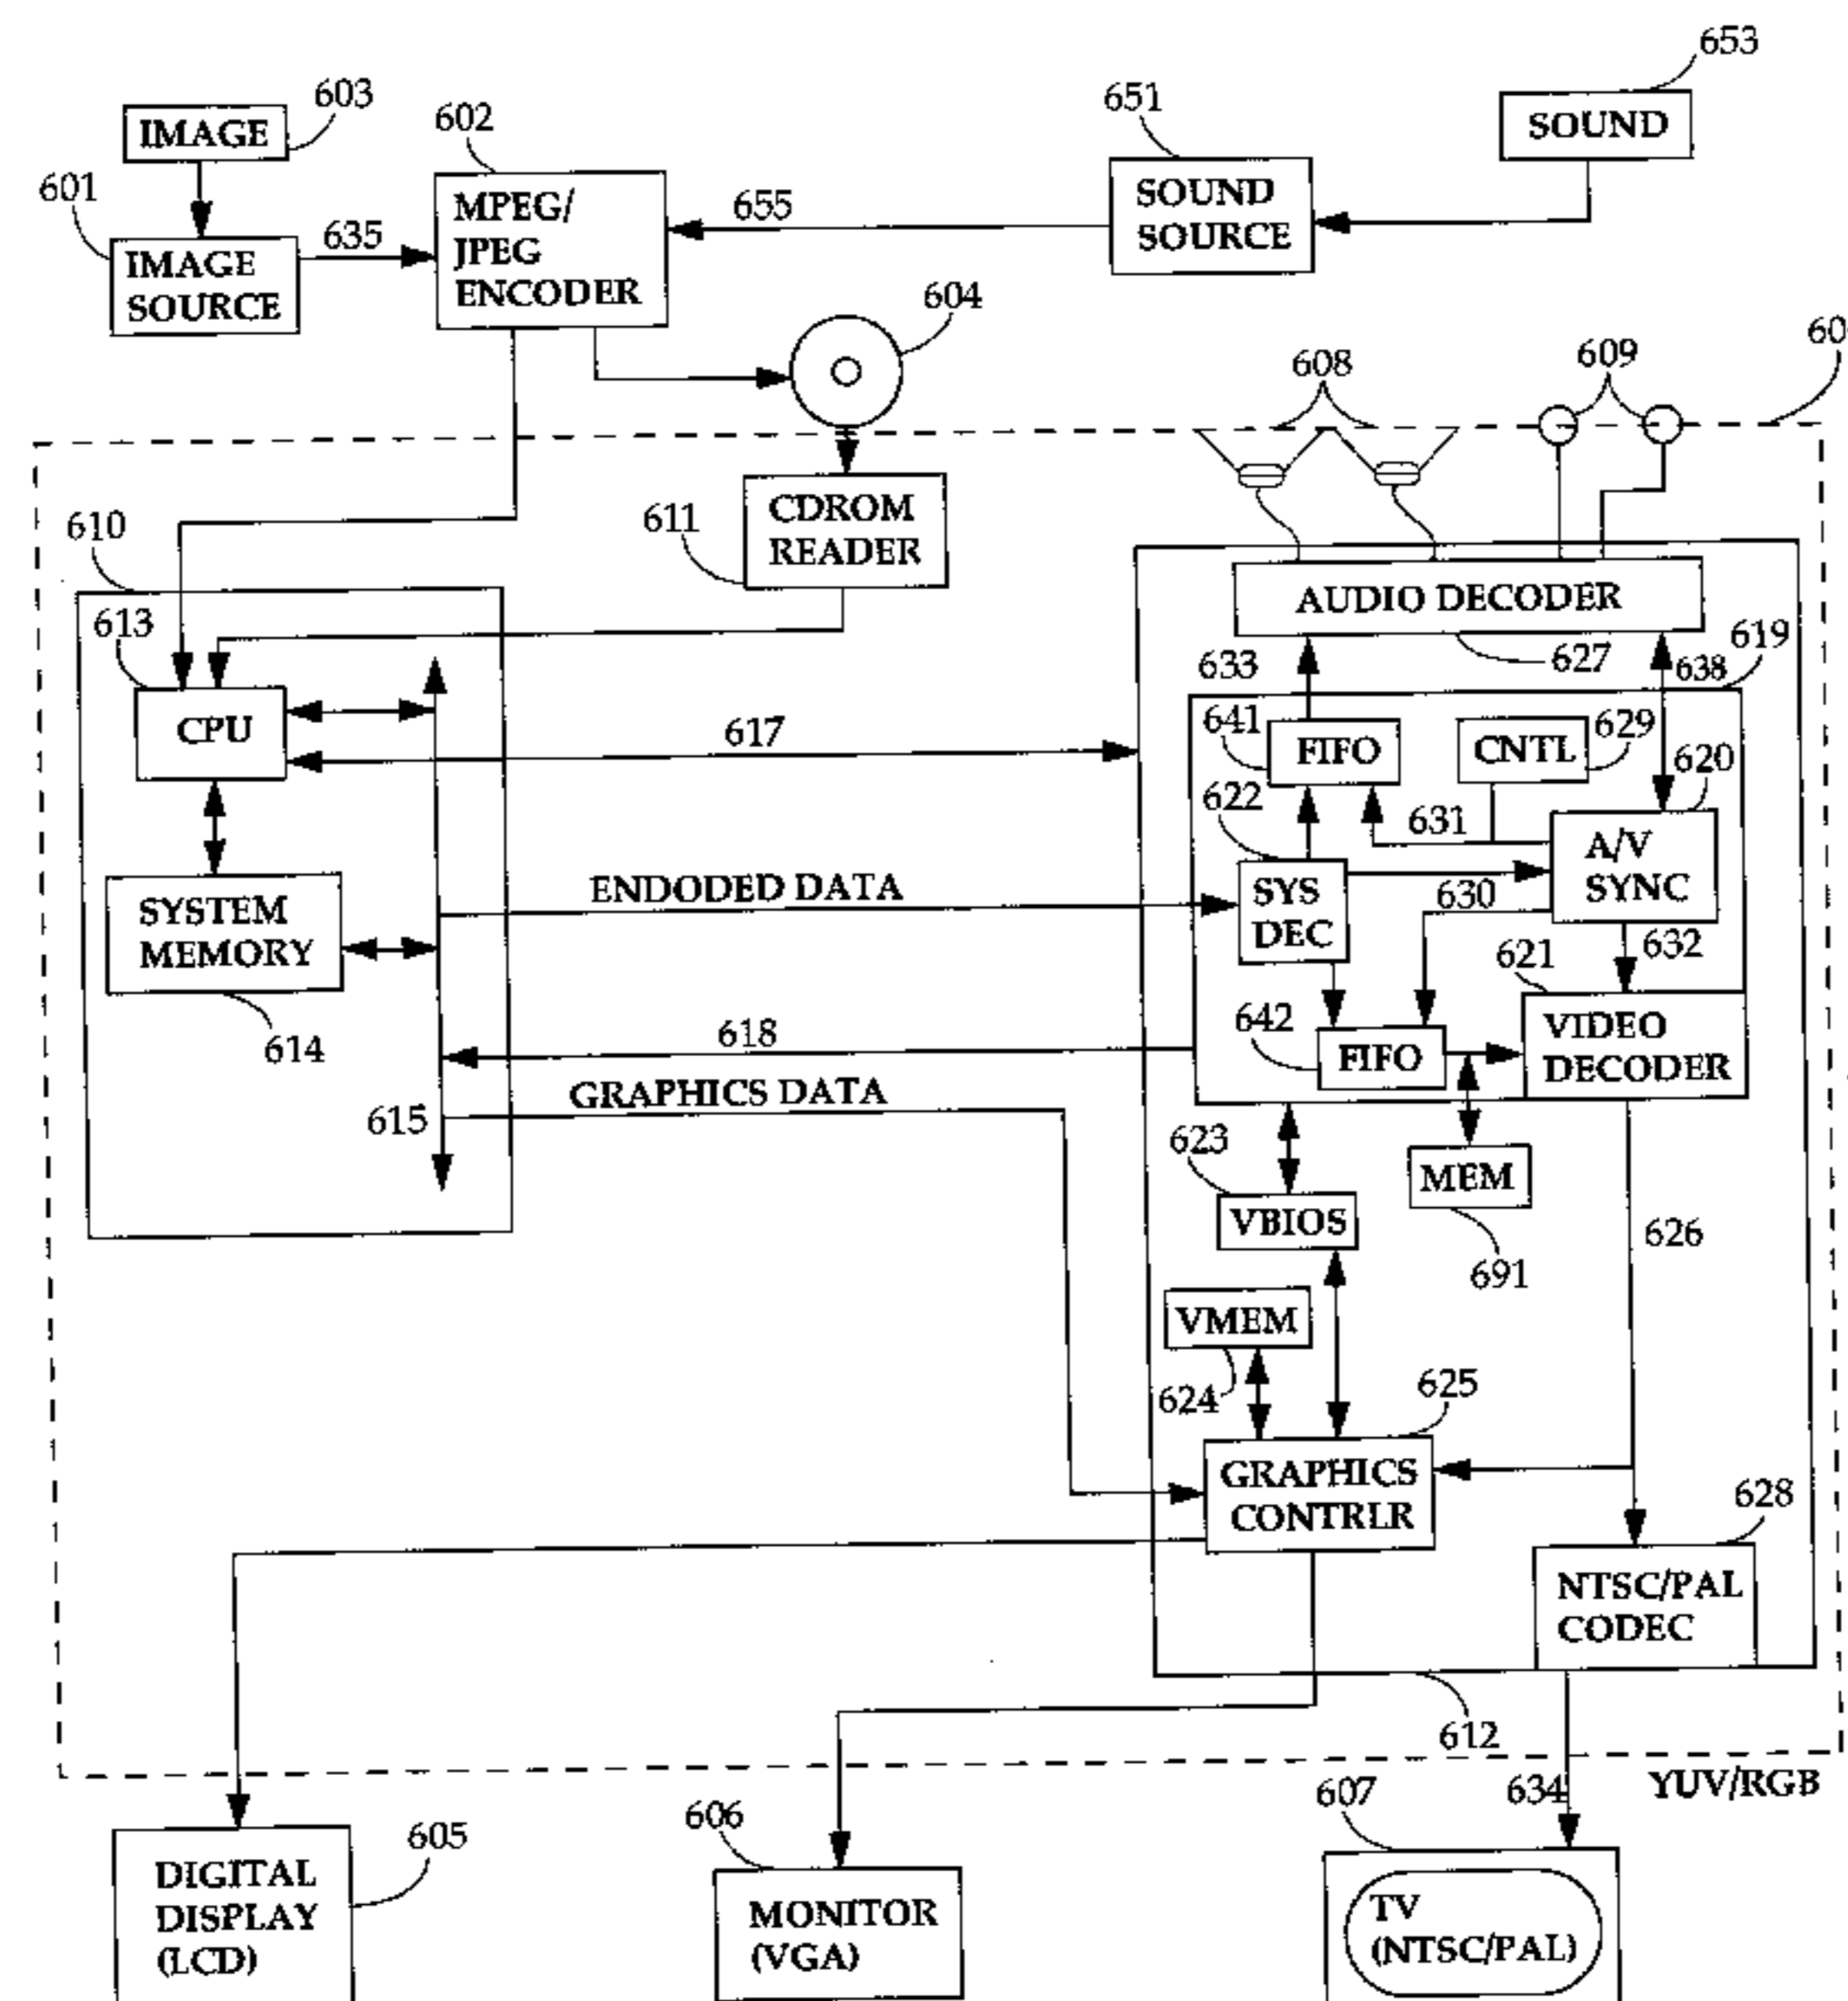 653
603
IMAGE
602
651
SOUND
601
635
MPEG/
JPEG
ENCODER
655
SOUND
SOURCE
IMAGE
SOURCE
604
60
608
609
610
611
CDROM
READER
613
AUDIO DECODER
619
633
627
638
CPU
617
641
FIFO
CNTL
629
620
622
631
A/V
SYNC
SYSTEM
MEMORY
ENDODED DATA
SYS
DEC
630
632
621
614
618
642
FIFO
VIDEO
DECODER
615
GRAPHICS DATA
623
MEM
VBIOS
626
691
VMEM
624
625
GRAPHICS
CONTRLR
628
NTSC/PAL
CODEC
612
634
YUV/RGB
605
606
607
DIGITAL
DISPLAY
(LCD)
MONITOR
(VGA)
TV
(NTSC/PAL)